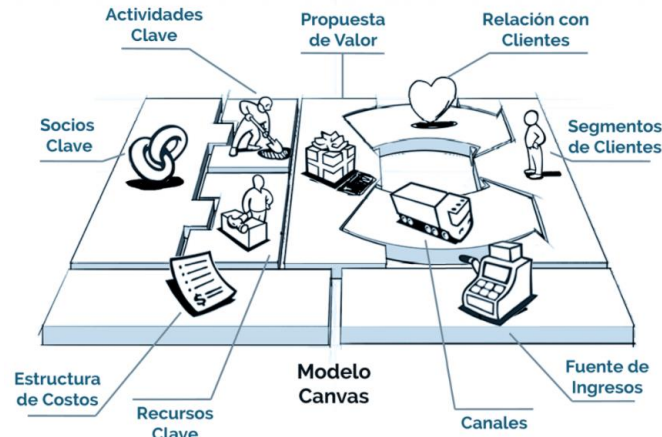 Actividades
Clave
Propuesta
de Valor
Relación con
Clientes
Socios
Clave
Segmentos
de Clientes
$
Estructura
de Costos
Recursos
Clave
Modelo
Canvas
Canales
Fuente de
Ingresos